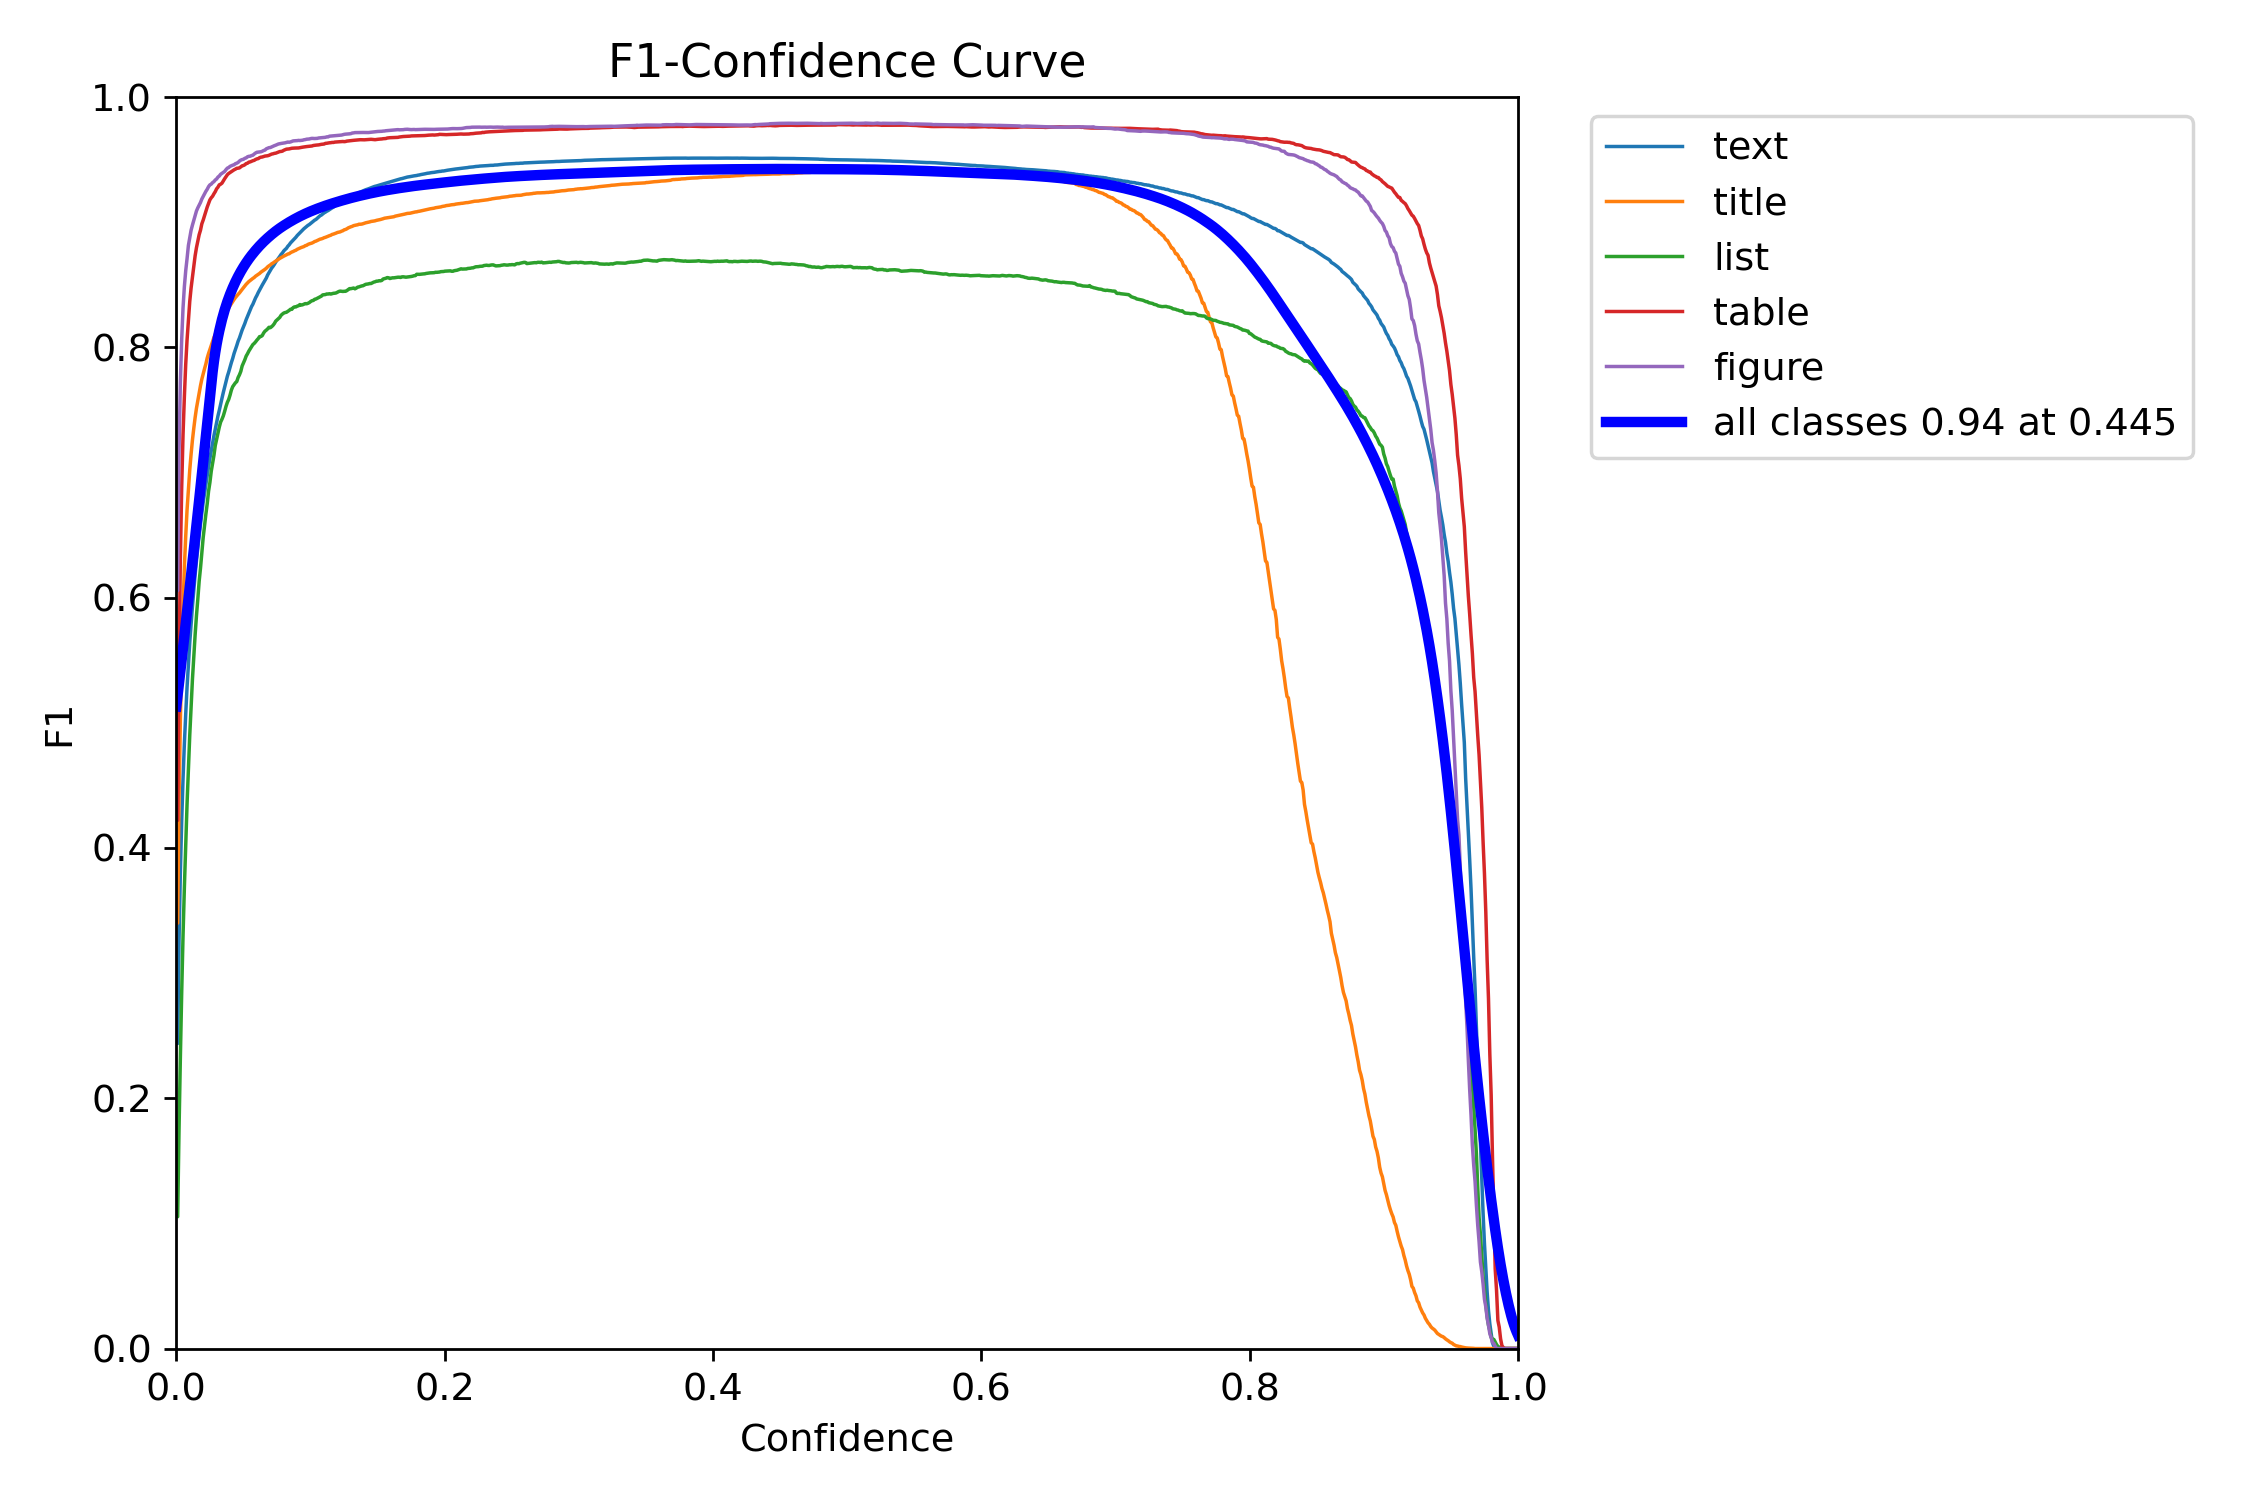 F1-Confidence Curve
1.0
0.8
0.6
0.4
0.2
0.0
F1
0.0 0.2 0.4 0.6 0.8 1.0
Confidence
text
title
list
table
figure
all classes 0.94 at 0.445